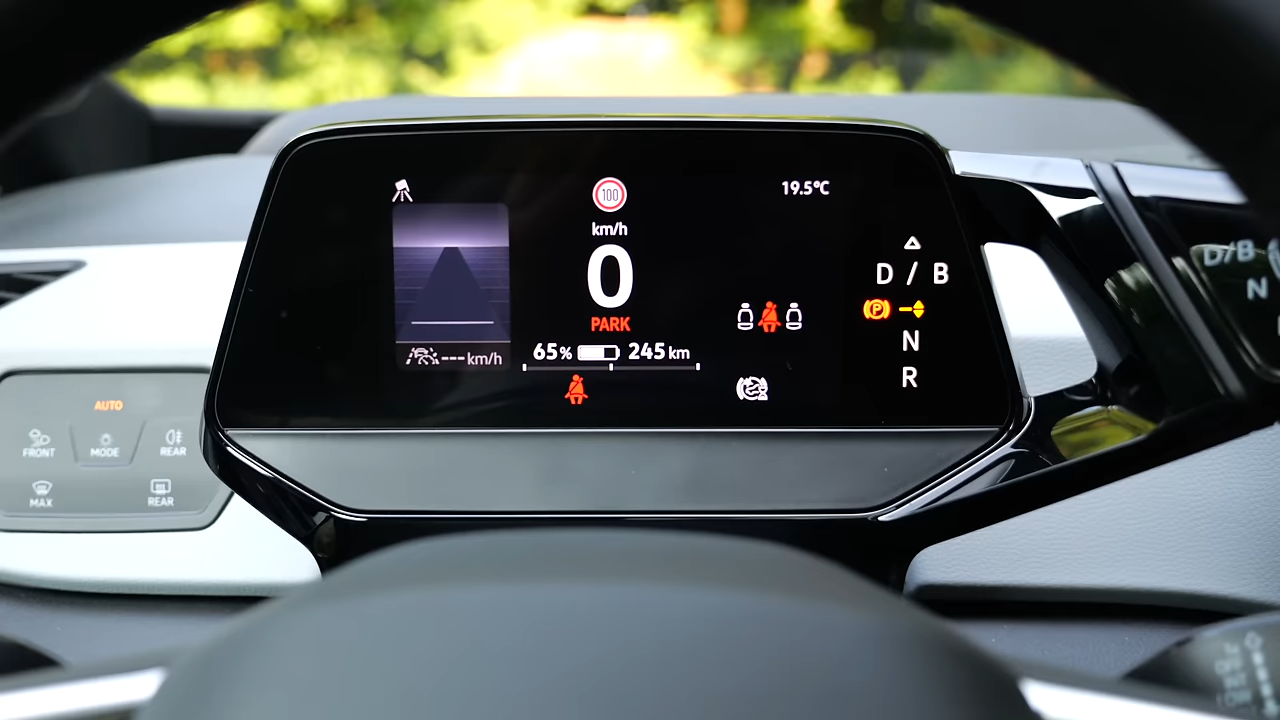 100
19.5°C
km/h
0
D / B
P
PARK
N
65% 245 km
--- km/h
R
AUTO
FRONT
MODE
REAR
MAX
REAR
D/B
N